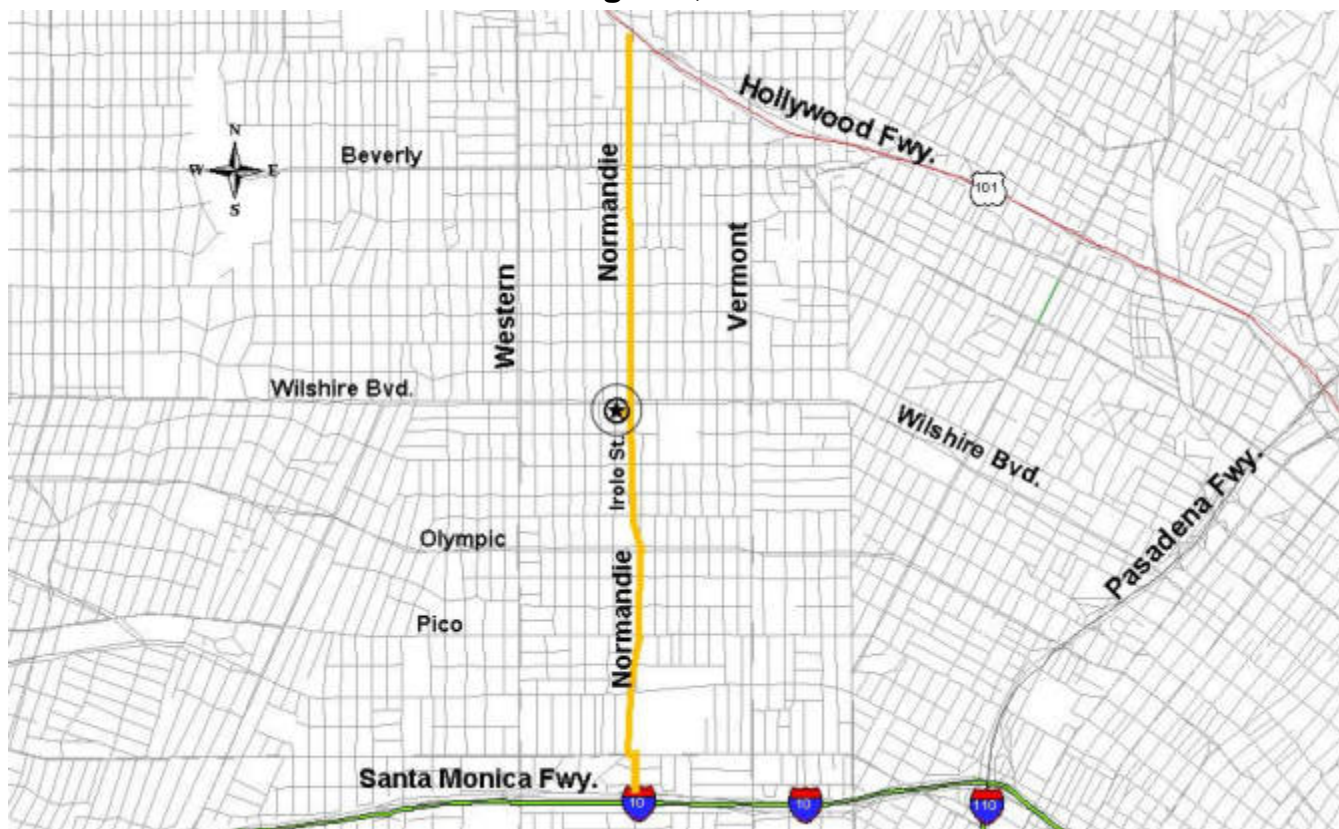 Hollywood Fwy.
N
Beverly
W
E
101
S
Normandie
Vermont
Western
Wilshire Bvd.
Wilshire Bvd.
Irolo St.
Pasadena Fwy.
Olympic
Normandie
Pico
Santa Monica Fwy.
10
10
110